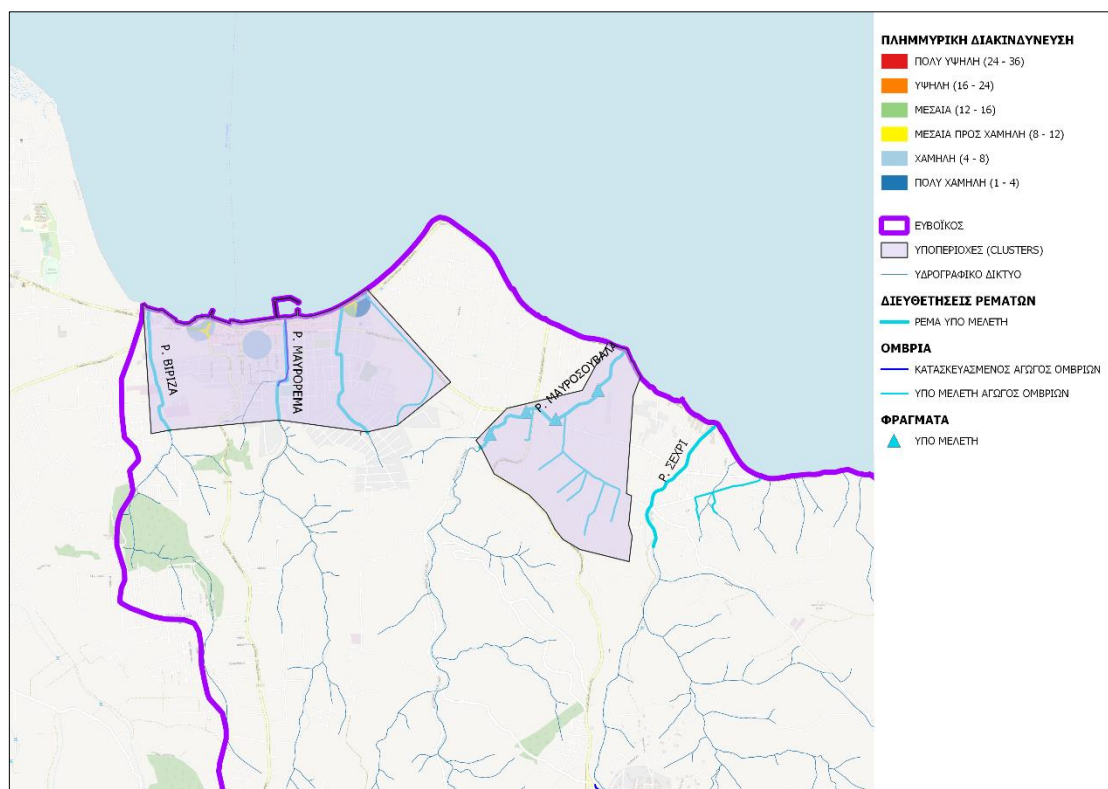 Ρ. ΒΙΡΙΖΑ
Ρ. ΜΑΥΡΟΡΕΜΑ
Ρ. ΜΑΥΡΟΣΟΥΒΑΛΑ
Ρ. ΣΕΧΡΙ
ΠΛΗΜΜΥΡΙΚΗ ΔΙΑΚΙΝΔΥΝΕΥΣΗ
ΠΟΛΥ ΥΨΗΛΗ (24 - 36)
ΥΨΗΛΗ (16 - 24)
ΜΕΣΑΙΑ (12 - 16)
ΜΕΣΑΙΑ ΠΡΟΣ ΧΑΜΗΛΗ (8 - 12)
ΧΑΜΗΛΗ (4 - 8)
ΠΟΛΥ ΧΑΜΗΛΗ (1 - 4)
ΕΥΒΟΪΚΟΣ
ΥΠΟΠΕΡΙΟΧΕΣ (CLUSTERS)
ΥΔΡΟΓΡΑΦΙΚΟ ΔΙΚΤΥΟ
ΔΙΕΥΘΕΤΗΣΕΙΣ ΡΕΜΑΤΩΝ
ΡΕΜΑ ΥΠΟ ΜΕΛΕΤΗ
ΟΜΒΡΙΑ
ΚΑΤΑΣΚΕΥΑΣΜΕΝΟΣ ΑΓΩΓΟΣ ΟΜΒΡΙΩΝ
ΥΠΟ ΜΕΛΕΤΗ ΑΓΩΓΟΣ ΟΜΒΡΙΩΝ
ΦΡΑΓΜΑΤΑ
ΥΠΟ ΜΕΛΕΤΗ